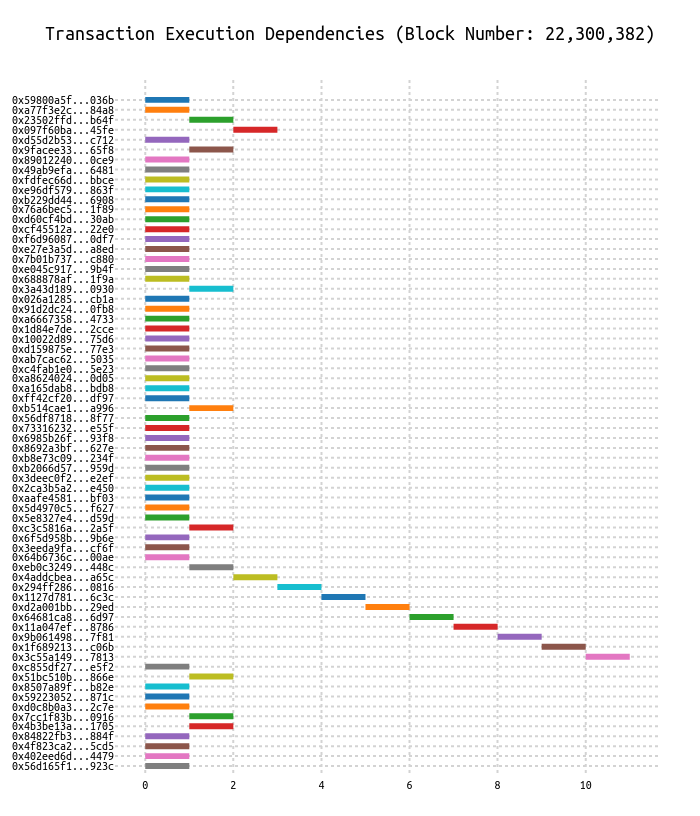 Transaction Execution Dependencies (Block Number: 22,300,382)
0x59800a5f...036b
0xa77f3e2c...84a8
0x23502ffd...b64f
0x097f60ba...45fe
0xd55d2b53...c712
0x9facee33...65f8
0x89012240...0ce9
0x49ab9efa...6481
0xfdfec66d...bbce
0xe96df579...863f
0xb229dd44...6908
0x76a6bec5...1f89
0xd60cf4bd...30ab
0xcf45512a...22e0
0xf6d96087...0df7
0xe27e3a5d...a8ed
0x7b01b737...c880
0xe045c917...9b4f
0x688878af...1f9a
0x3a43d189...0930
0x026a1285...cb1a
0x91d2dc24...0fb8
0xa6667358...4733
0x1d84e7de...2cce
0x10022d89...75d6
0xd159875e...77e3
0xab7cac62...5035
0xc4fab1e0...5e23
0xa8624024...0d05
0xa165dab8...bdb8
0xff42cf20...df97
0xb514cae1...a996
0x56df8718...8f77
0x73316232...e55f
0x6985b26f...93f8
0x8692a3bf...627e
0xb8e73c09...234f
0xb2066d57...959d
0x3deec0f2...e2ef
0x2ca3b5a2...e450
0xaafe4581...bf03
0x5d4970c5...f627
0x5e8327e4...d59d
0xc3c5816a...2a5f
0x6f5d958b...9b6e
0x3eeda9fa...cf6f
0x64b6736c...00ae
0xeb0c3249...448c
0x4addcbea...a65c
0x294ff286...0816
0x1127d781...6c3c
0xd2a001bb...29ed
0x64681ca8...6d97
0x11a047ef...8786
0x9b061498...7f81
0x1f689213...c06b
0x3c55a149...7813
0xc855df27...e5f2
0x51bc510b...866e
0x8507a89f...b82e
0x59223052...871c
0xd0c8b0a3...2c7e
0x7cc1f83b...0916
0x4b3be13a...1705
0x84822fb3...884f
0x4f823ca2...5cd5
0x402eed6d...4479
0x56d165f1...923c
0 2 4 6 8 10